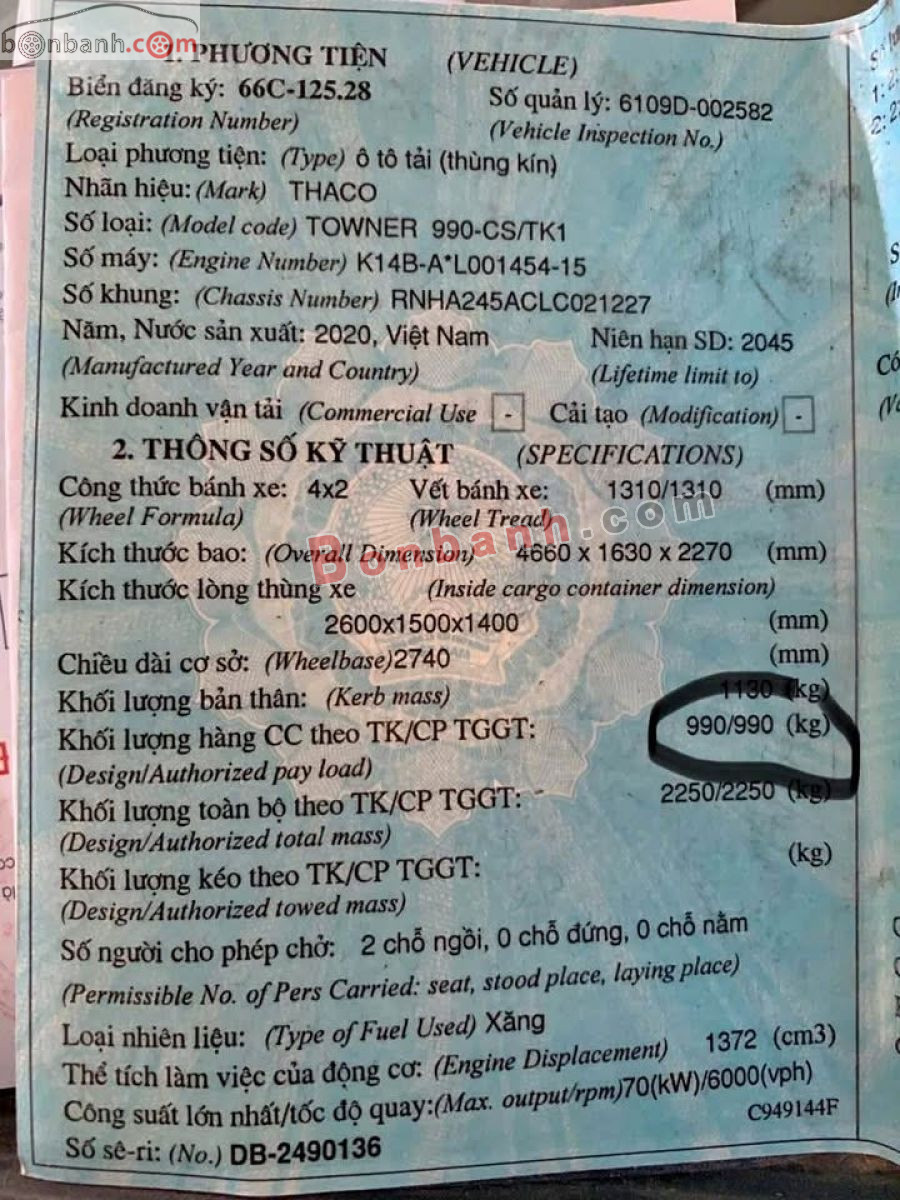 bonbanh.com
1. PHƯƠNG TIỆN (VEHICLE)
Biển đăng ký: 66C-125.28 Số quản lý: 6109D-002582
(Registration Number) (Vehicle Inspection No.)
Loại phương tiện: (Type) ô tô tải (thùng kín)
Nhãn hiệu: (Mark) THACO
Số loại: (Model code) TOWNER 990-CS/TK1
Số máy: (Engine Number) K14B-A*L001454-15
Số khung: (Chassis Number) RNHA245ACLC021227
Năm, Nước sản xuất: 2020, Việt Nam Niên hạn SD: 2045
(Manufactured Year and Country) (Lifetime limit to)
Kinh doanh vận tải (Commercial Use - Cải tạo (Modification) -
2. THÔNG SỐ KỸ THUẬT (SPECIFICATIONS)
Công thức bánh xe: 4x2 Vết bánh xe: 1310/1310 (mm)
(Wheel Formula) (Wheel Tread)
Bonbanh.com
Kích thước bao: (Overall Dimension) 4660 x 1630 x 2270 (mm)
Kích thước lòng thùng xe (Inside cargo container dimension)
2600x1500x1400 (mm)
Chiều dài cơ sở: (Wheelbase)2740 (mm)
Khối lượng bản thân: (Kerb mass) 1130 (kg)
Khối lượng hàng CC theo TK/CP TGGT: 990/990 (kg)
(Design/Authorized pay load)
Khối lượng toàn bộ theo TK/CP TGGT: 2250/2250 (kg)
(Design/Authorized total mass)
Khối lượng kéo theo TK/CP TGGT: (kg)
(Design/Authorized towed mass)
Số người cho phép chở: 2 chỗ ngồi, 0 chỗ đứng, 0 chỗ nằm
(Permissible No. of Pers Carried: seat, stood place, laying place)
Loại nhiên liệu: (Type of Fuel Used) Xăng
Thể tích làm việc của động cơ: (Engine Displacement) 1372 (cm3)
Công suất lớn nhất/tốc độ quay:(Max. output/rpm)70(kW)/6000(vph)
C949144F
Số sê-ri: (No.) DB-2490136